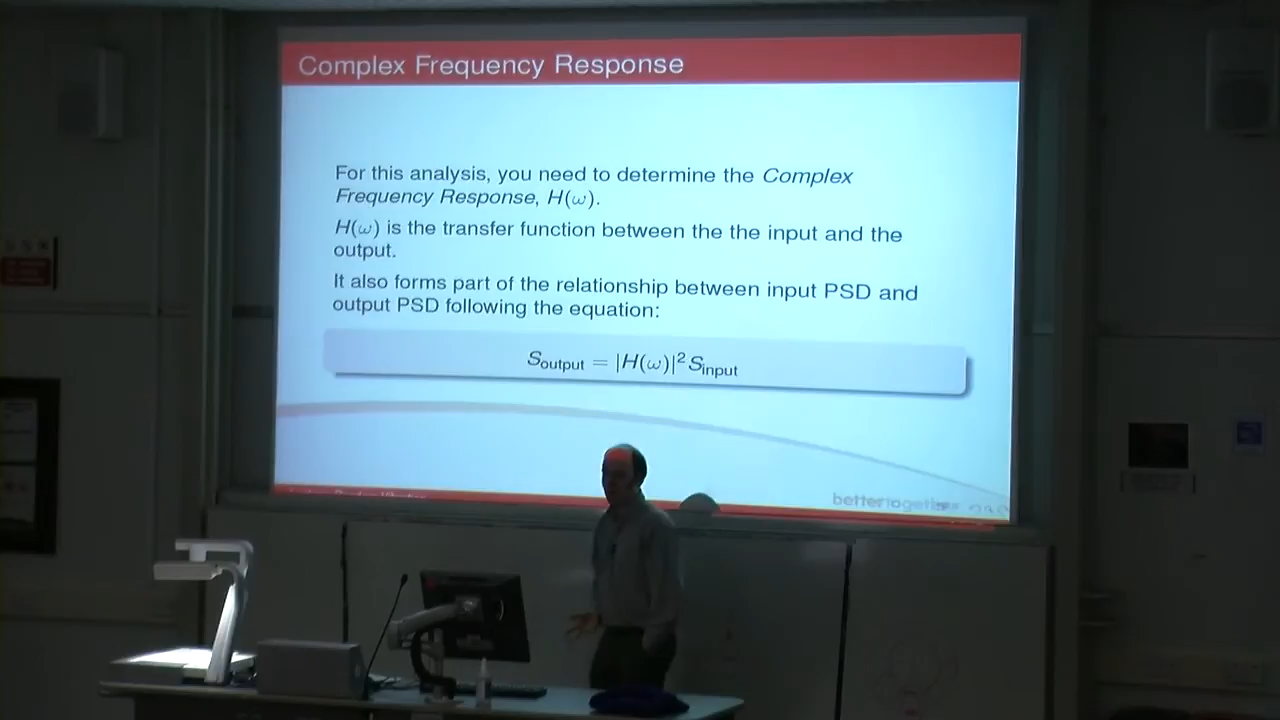 Complex Frequency Response
For this analysis, you need to determine the Complex
Frequency Response, H(ω).
H(ω) is the transfer function between the the input and the
output.
It also forms part of the relationship between input PSD and
output PSD following the equation:
S_output = |H(ω)|² S_input